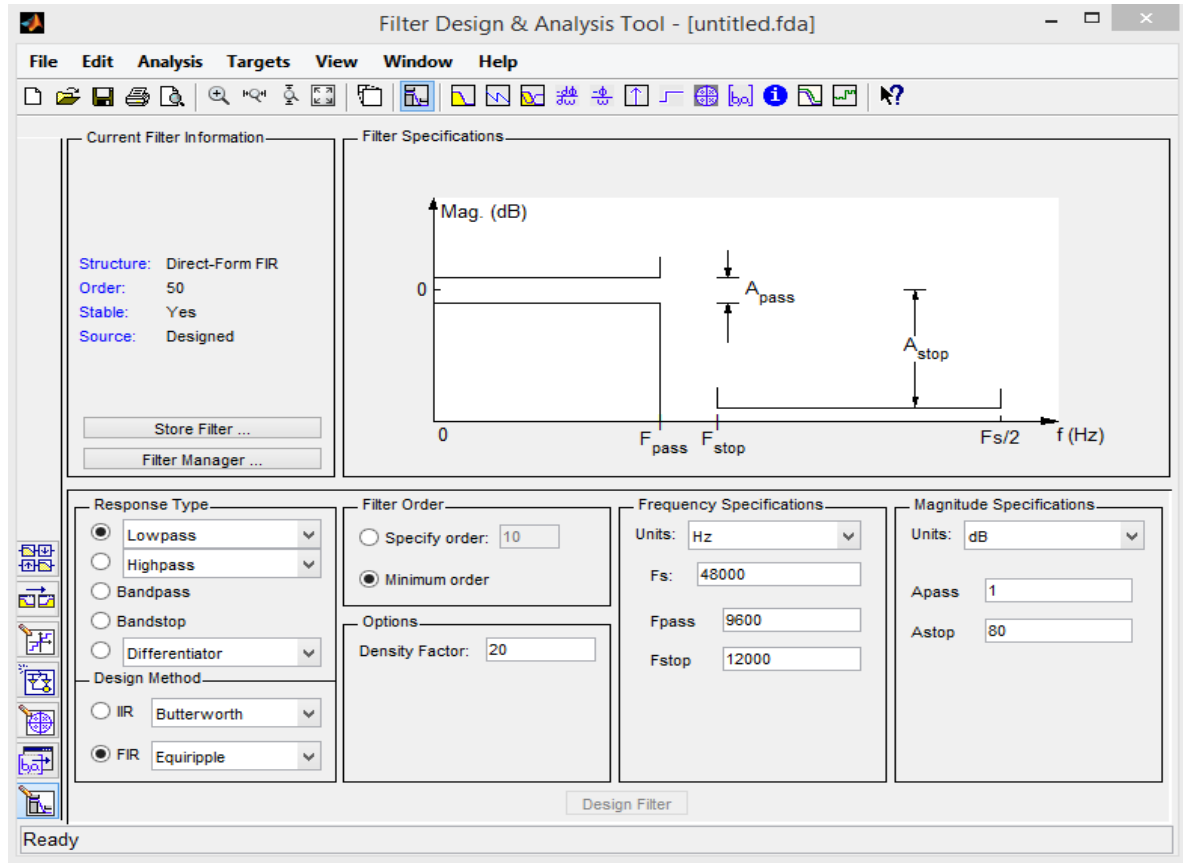 Filter Design & Analysis Tool - [untitled.fda]
File Edit Analysis Targets View Window Help
Current Filter Information
Structure: Direct-Form FIR
Order: 50
Stable: Yes
Source: Designed
Store Filter ...
Filter Manager ...
Filter Specifications
Mag. (dB)
0
Apass
Astop
0 Fpass Fstop Fs/2 f (Hz)
Response Type
Lowpass
Highpass
Bandpass
Bandstop
Differentiator
Design Method
IIR Butterworth
FIR Equiripple
Filter Order
Specify order: 10
Minimum order
Options
Density Factor: 20
Frequency Specifications
Units: Hz
Fs: 48000
Fpass 9600
Fstop 12000
Magnitude Specifications
Units: dB
Apass 1
Astop 80
Design Filter
Ready